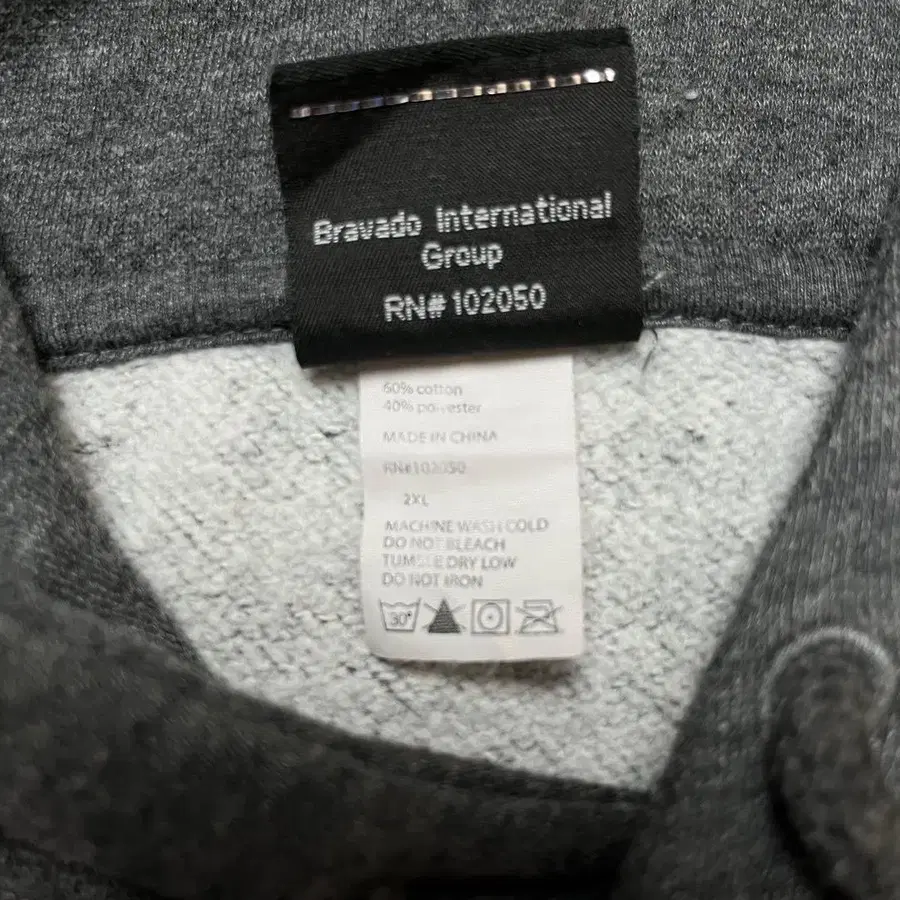 Bravado International
Group
RN# 102050
60% cotton
40% polyester
MADE IN CHINA
RN#102050
2XL
MACHINE WASH COLD
DO NOT BLEACH
TUMBLE DRY LOW
DO NOT IRON
30°